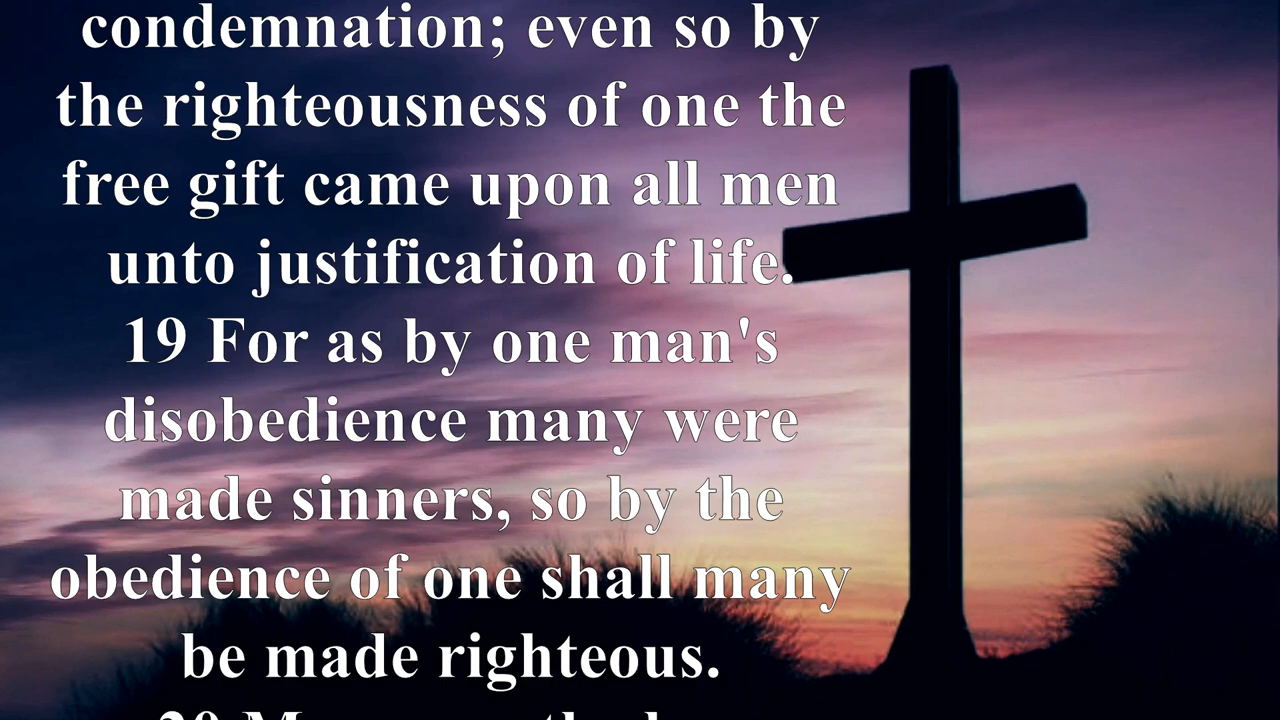 condemnation; even so by
the righteousness of one the
free gift came upon all men
unto justification of life.
19 For as by one man's
disobedience many were
made sinners, so by the
obedience of one shall many
be made righteous.